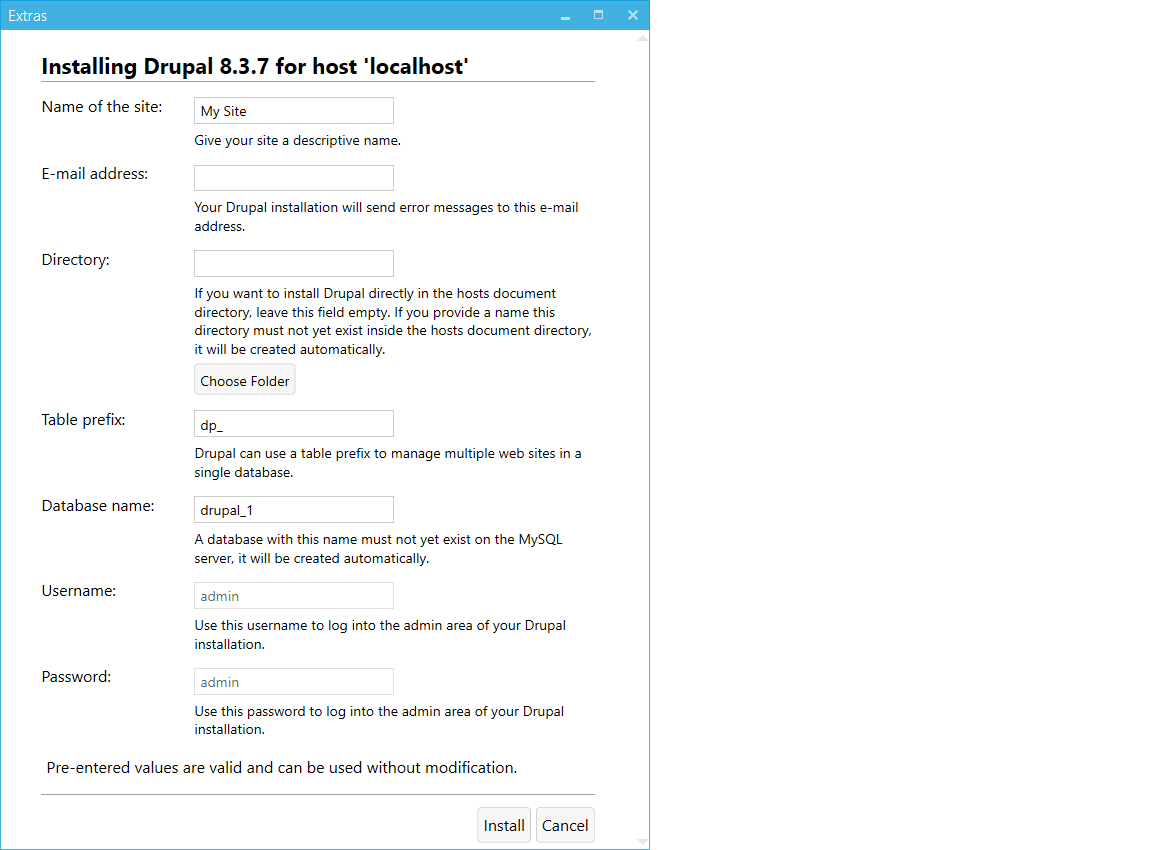 Extras
Installing Drupal 8.3.7 for host 'localhost'
Name of the site:
My Site
Give your site a descriptive name.
E-mail address:
Your Drupal installation will send error messages to this e-mail
address.
Directory:
If you want to install Drupal directly in the hosts document
directory, leave this field empty. If you provide a name this
directory must not yet exist inside the hosts document directory,
it will be created automatically.
Choose Folder
Table prefix:
dp_
Drupal can use a table prefix to manage multiple web sites in a
single database.
Database name:
drupal_1
A database with this name must not yet exist on the MySQL
server, it will be created automatically.
Username:
admin
Use this username to log into the admin area of your Drupal
installation.
Password:
admin
Use this password to log into the admin area of your Drupal
installation.
Pre-entered values are valid and can be used without modification.
Install Cancel